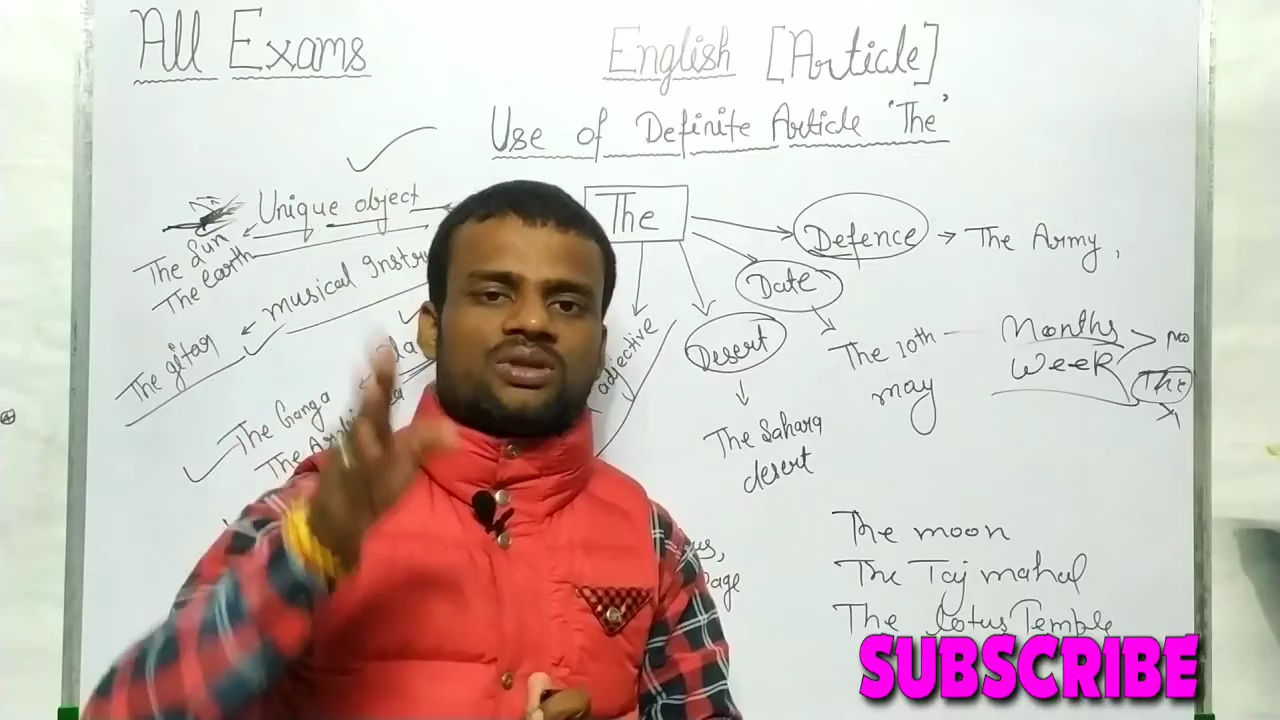 All Exams
English [Article]
Use of Definite Article 'The'
Unique object
The Sun
The earth
musical Instr
The gitar
The Ganga
The
adjective
Desert
The Sahara
desert
Date
The 10th
may
Defence → The Army,
Months
Week
no
The
The moon
The Taj mahal
The lotus Temple
SUBSCRIBE